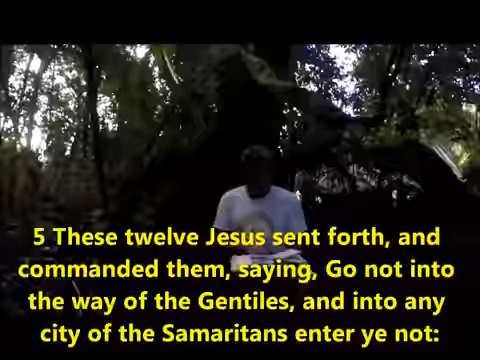 5 These twelve Jesus sent forth, and
commanded them, saying, Go not into
the way of the Gentiles, and into any
city of the Samaritans enter ye not: